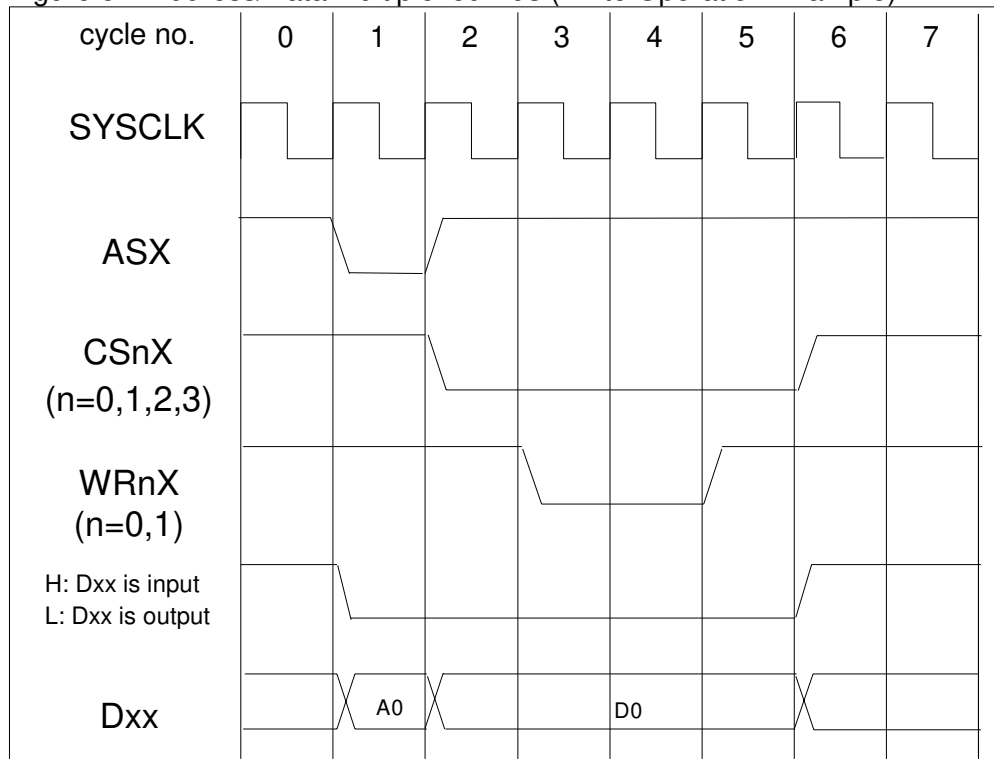 cycle no. 0 1 2 3 4 5 6 7
SYSCLK
ASX
CSnX
(n=0,1,2,3)
WRnX
(n=0,1)
H: Dxx is input
L: Dxx is output
Dxx A0 D0